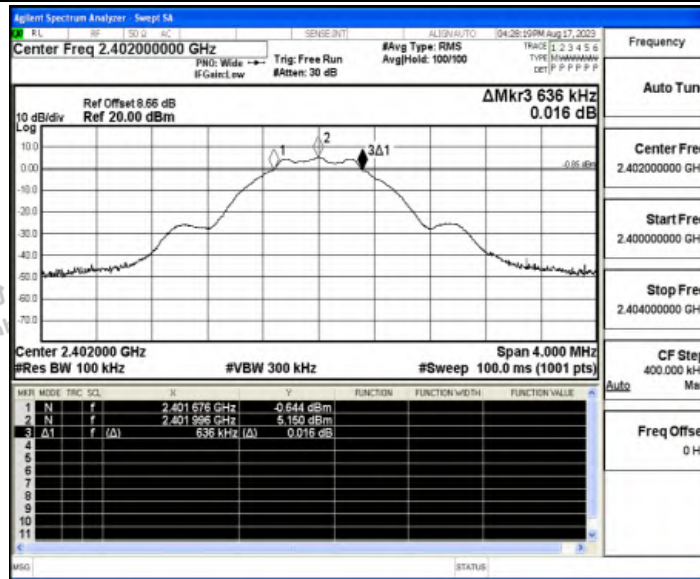 Agilent Spectrum Analyzer - Swept SA
RL RF 50 Ω AC SENSE:INT ALIGN AUTO 04:28:19 PM Aug 17, 2023
Center Freq 2.402000000 GHz
PNO: Wide Trig: Free Run
IFGain:Low #Atten: 30 dB
#Avg Type: RMS
Avg|Hold: 100/100
TRACE 1 2 3 4 5 6
TYPE
DET P P P P P P
Frequency
Auto Tun
Ref Offset 8.66 dB
10 dB/div Ref 20.00 dBm
Log
ΔMkr3 636 kHz
0.016 dB
10.0
0.00
-10.0
-20.0
-30.0
-40.0
-50.0
-60.0
-70.0
1
2
3Δ1
-0.85 dBm
Center Fre
2.402000000 GH
Start Fre
2.400000000 GH
Stop Fre
2.404000000 GH
Center 2.402000 GHz Span 4.000 MHz
#Res BW 100 kHz #VBW 300 kHz #Sweep 100.0 ms (1001 pts)
CF Step
400.000 kH
Auto Ma
MKR MODE TRC SCL X Y FUNCTION FUNCTION WIDTH FUNCTION VALUE
1 N f 2.401 676 GHz -0.644 dBm
2 N f 2.401 996 GHz 5.150 dBm
3 Δ1 f (Δ) 636 kHz (Δ) 0.016 dB
4
5
6
7
8
9
10
11
Freq Offse
0 H
MSG STATUS